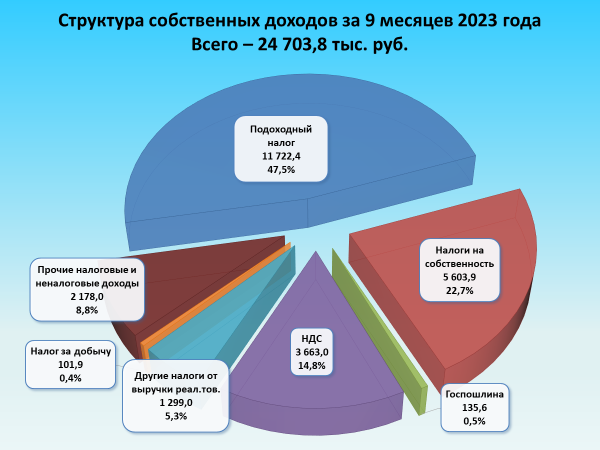 Структура собственных доходов за 9 месяцев 2023 года
Всего – 24 703,8 тыс. руб.
Подоходный
налог
11 722,4
47,5%
Налоги на
собственность
5 603,9
22,7%
Прочие налоговые и
неналоговые доходы
2 178,0
8,8%
НДС
3 663,0
14,8%
Налог за добычу
101,9
0,4%
Другие налоги от
выручки реал.тов.
1 299,0
5,3%
Госпошлина
135,6
0,5%